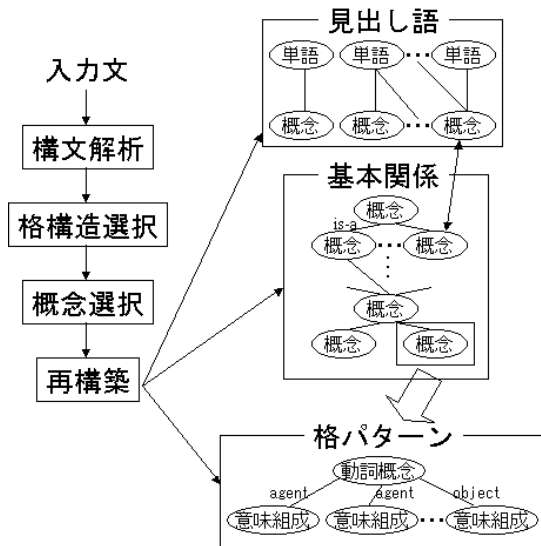 入力文
構文解析
格構造選択
概念選択
再構築
見出し語
単語 単語 … 単語
概念 概念 … 概念
基本関係
概念
is-a
概念 … 概念
⋮
概念
概念 概念
格パターン
動詞概念
agent agent object
意味組成 意味組成 … 意味組成